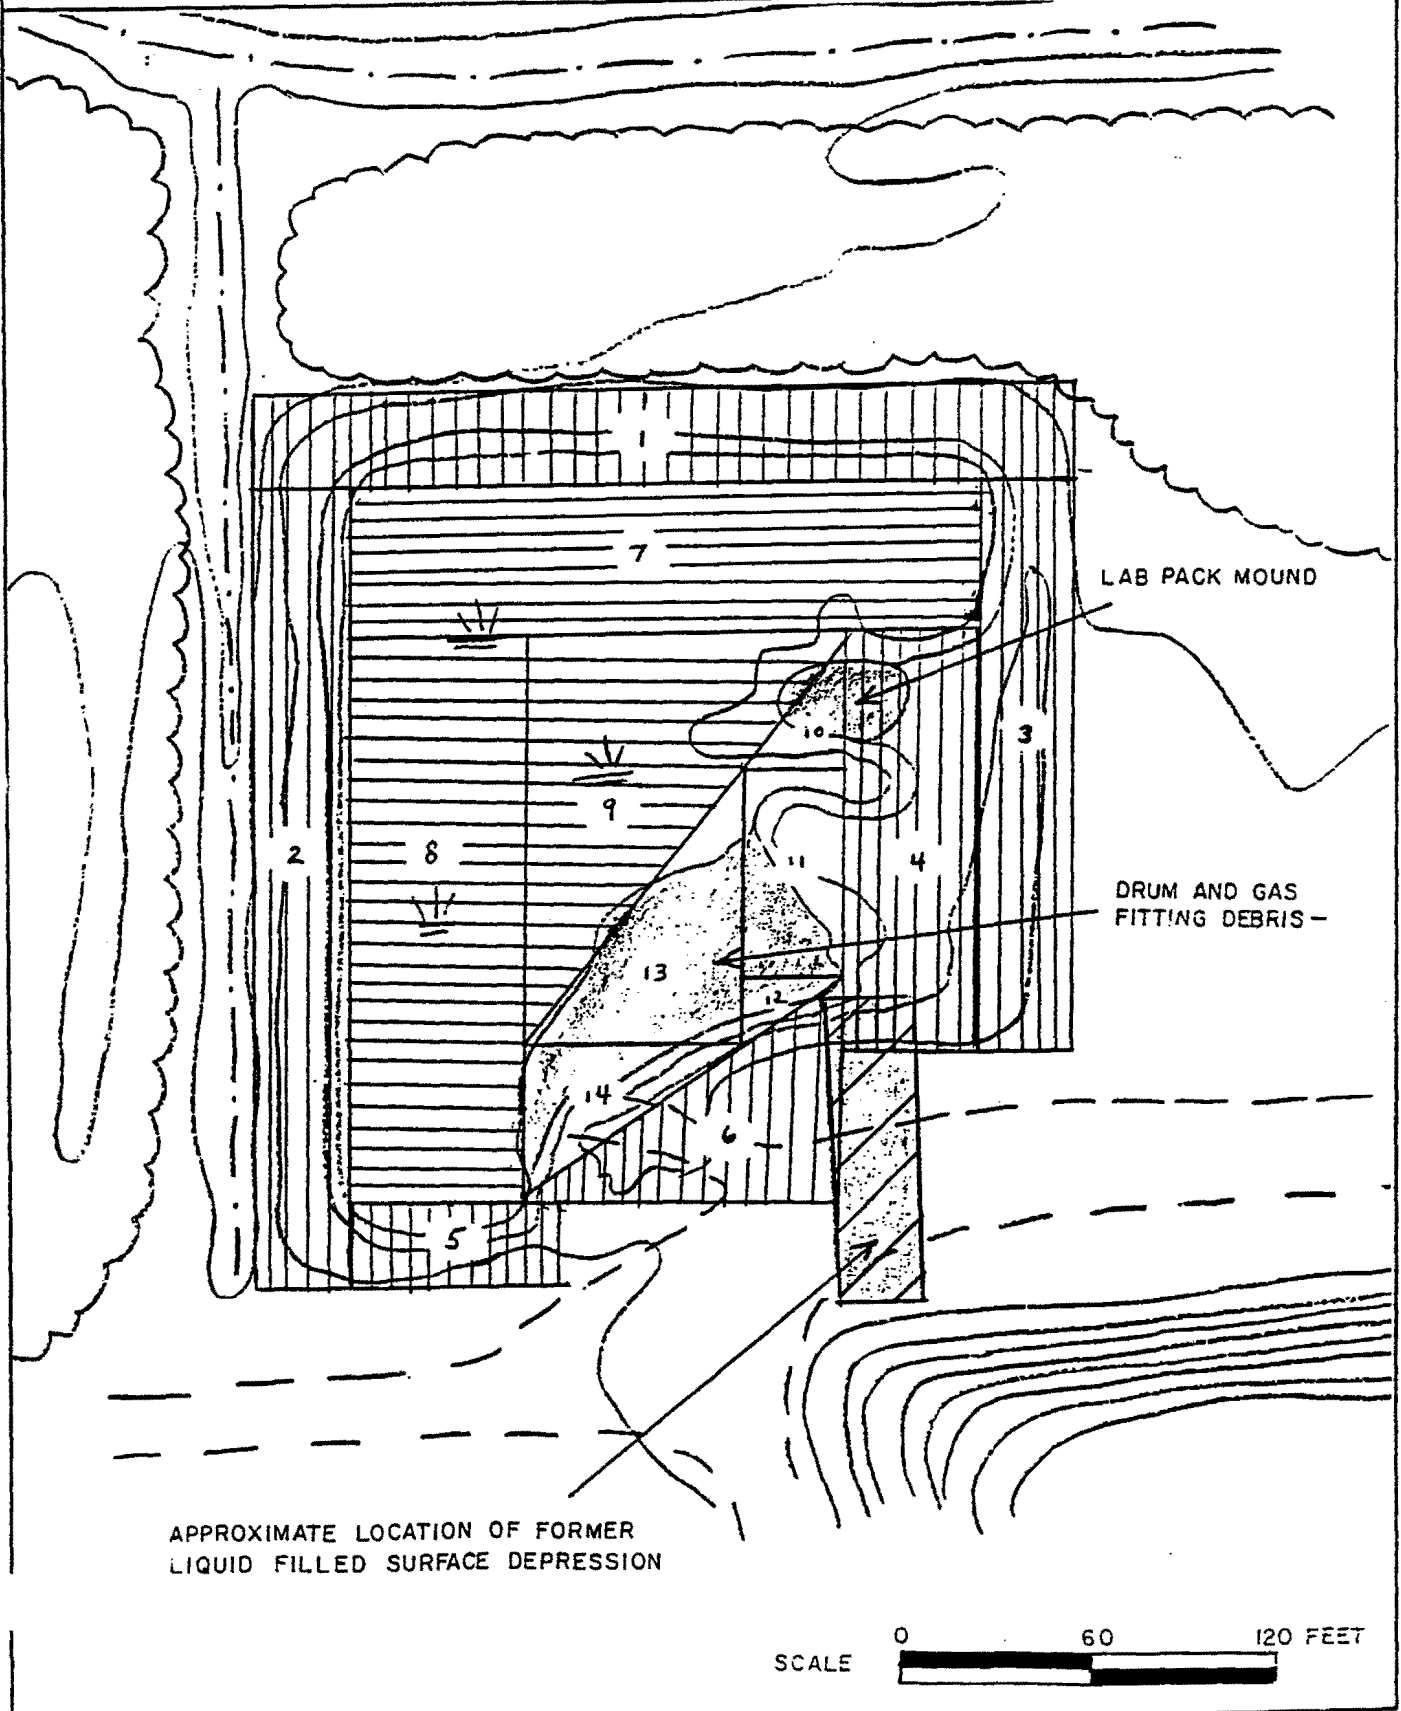 1
7
LAB PACK MOUND
10
3
9
2
8
11
4
DRUM AND GAS
FITTING DEBRIS—
13
12
14
6
5
APPROXIMATE LOCATION OF FORMER
LIQUID FILLED SURFACE DEPRESSION
0 60 120 FEET
SCALE